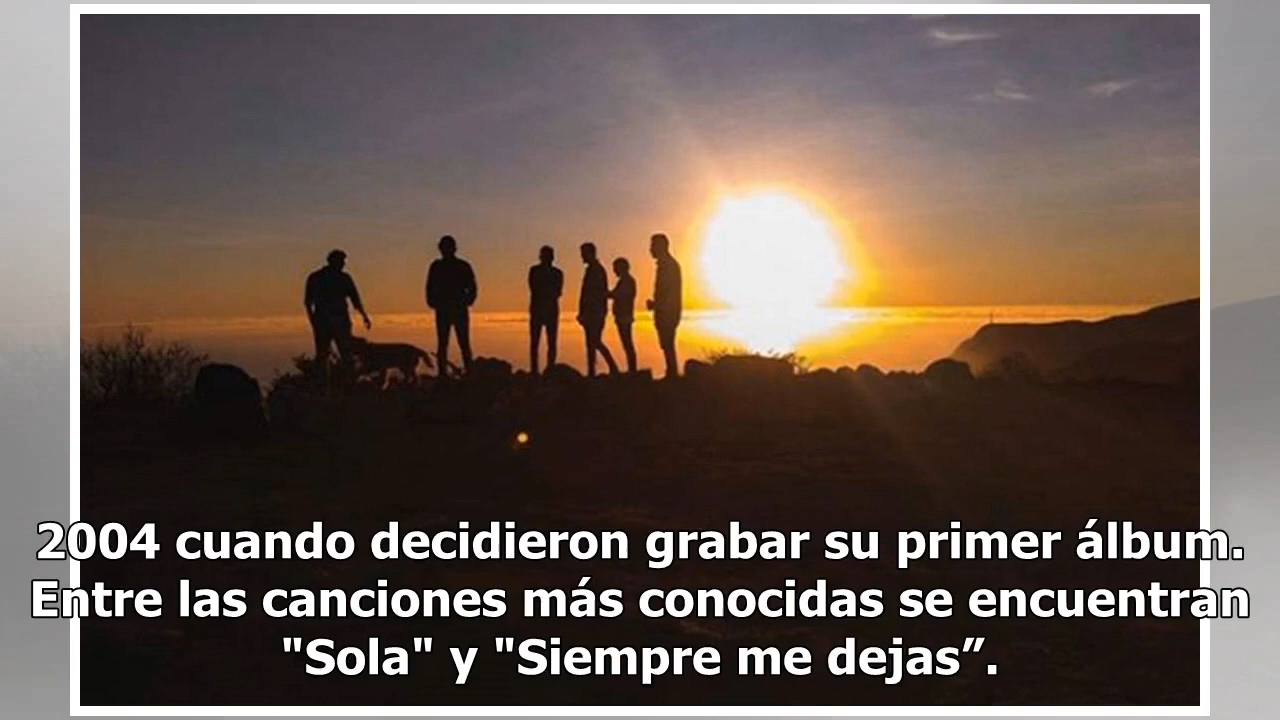 2004 cuando decidieron grabar su primer álbum.
Entre las canciones más conocidas se encuentran
"Sola" y "Siempre me dejas”.